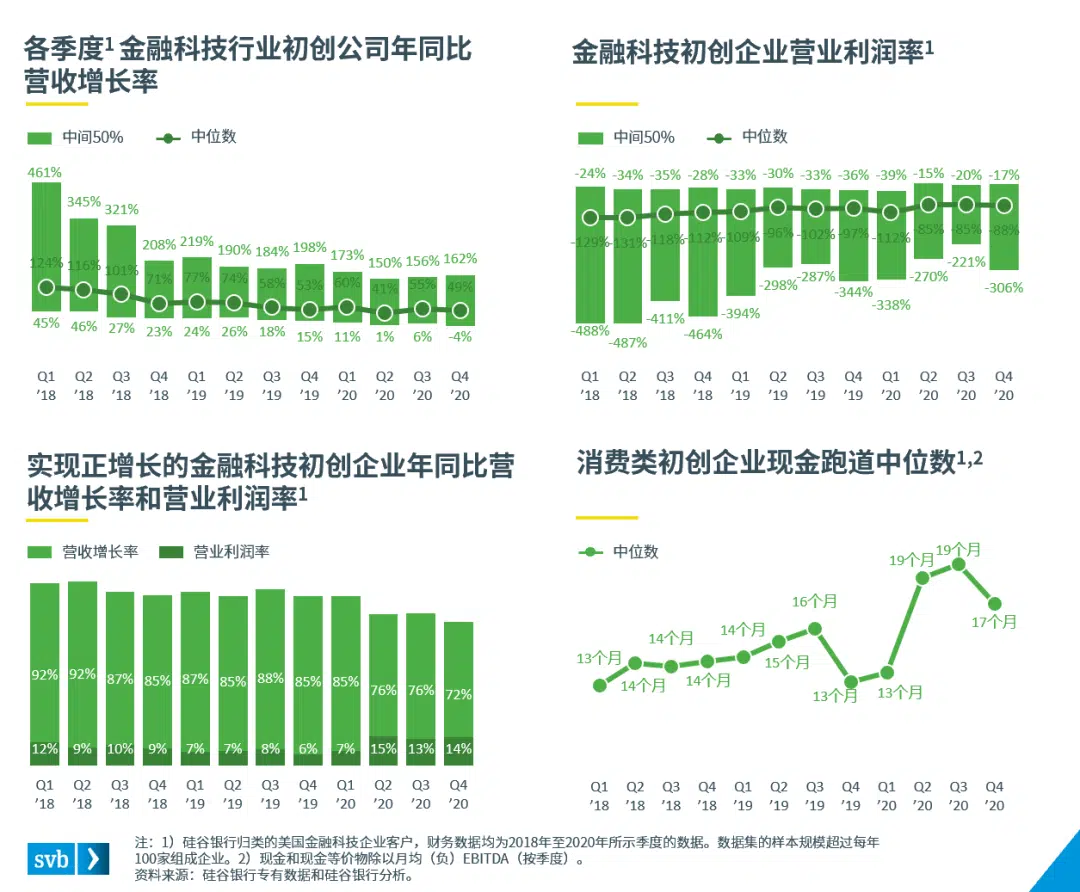 各季度1 金融科技行业初创公司年同比
营收增长率
中间50% 中位数
461%
345%
321%
208% 219% 190% 184% 198% 173% 150% 156% 162%
124% 116% 101% 71% 77% 74% 58% 53% 60% 41% 55% 49%
45% 46% 27% 23% 24% 26% 18% 15% 11% 1% 6% -4%
Q1 Q2 Q3 Q4 Q1 Q2 Q3 Q4 Q1 Q2 Q3 Q4
’18 ’18 ’18 ’18 ’19 ’19 ’19 ’19 ’20 ’20 ’20 ’20
金融科技初创企业营业利润率1
中间50% 中位数
-24% -34% -35% -28% -33% -30% -33% -36% -39% -15% -20% -17%
-129% -131% -118% -112% -109% -96% -102% -97% -112% -85% -85% -88%
-488% -487% -411% -464% -394% -298% -287% -344% -338% -270% -221% -306%
Q1 Q2 Q3 Q4 Q1 Q2 Q3 Q4 Q1 Q2 Q3 Q4
’18 ’18 ’18 ’18 ’19 ’19 ’19 ’19 ’20 ’20 ’20 ’20
实现正增长的金融科技初创企业年同比营
收增长率和营业利润率1
营收增长率 营业利润率
92% 92% 87% 85% 87% 85% 88% 85% 85% 76% 76% 72%
12% 9% 10% 9% 7% 7% 8% 6% 7% 15% 13% 14%
Q1 Q2 Q3 Q4 Q1 Q2 Q3 Q4 Q1 Q2 Q3 Q4
’18 ’18 ’18 ’18 ’19 ’19 ’19 ’19 ’20 ’20 ’20 ’20
消费类初创企业现金跑道中位数1,2
中位数
13个月 14个月 14个月 14个月 14个月 15个月 16个月 13个月 13个月 19个月 19个月 17个月
Q1 Q2 Q3 Q4 Q1 Q2 Q3 Q4 Q1 Q2 Q3 Q4
’18 ’18 ’18 ’18 ’19 ’19 ’19 ’19 ’20 ’20 ’20 ’20
svb
注：1）硅谷银行归类的美国金融科技企业客户，财务数据均为2018年至2020年所示季度的数据。数据集的样本规模超过每年
100家组成企业。2）现金和现金等价物除以月均（负）EBITDA（按季度）。
资料来源：硅谷银行专有数据和硅谷银行分析。